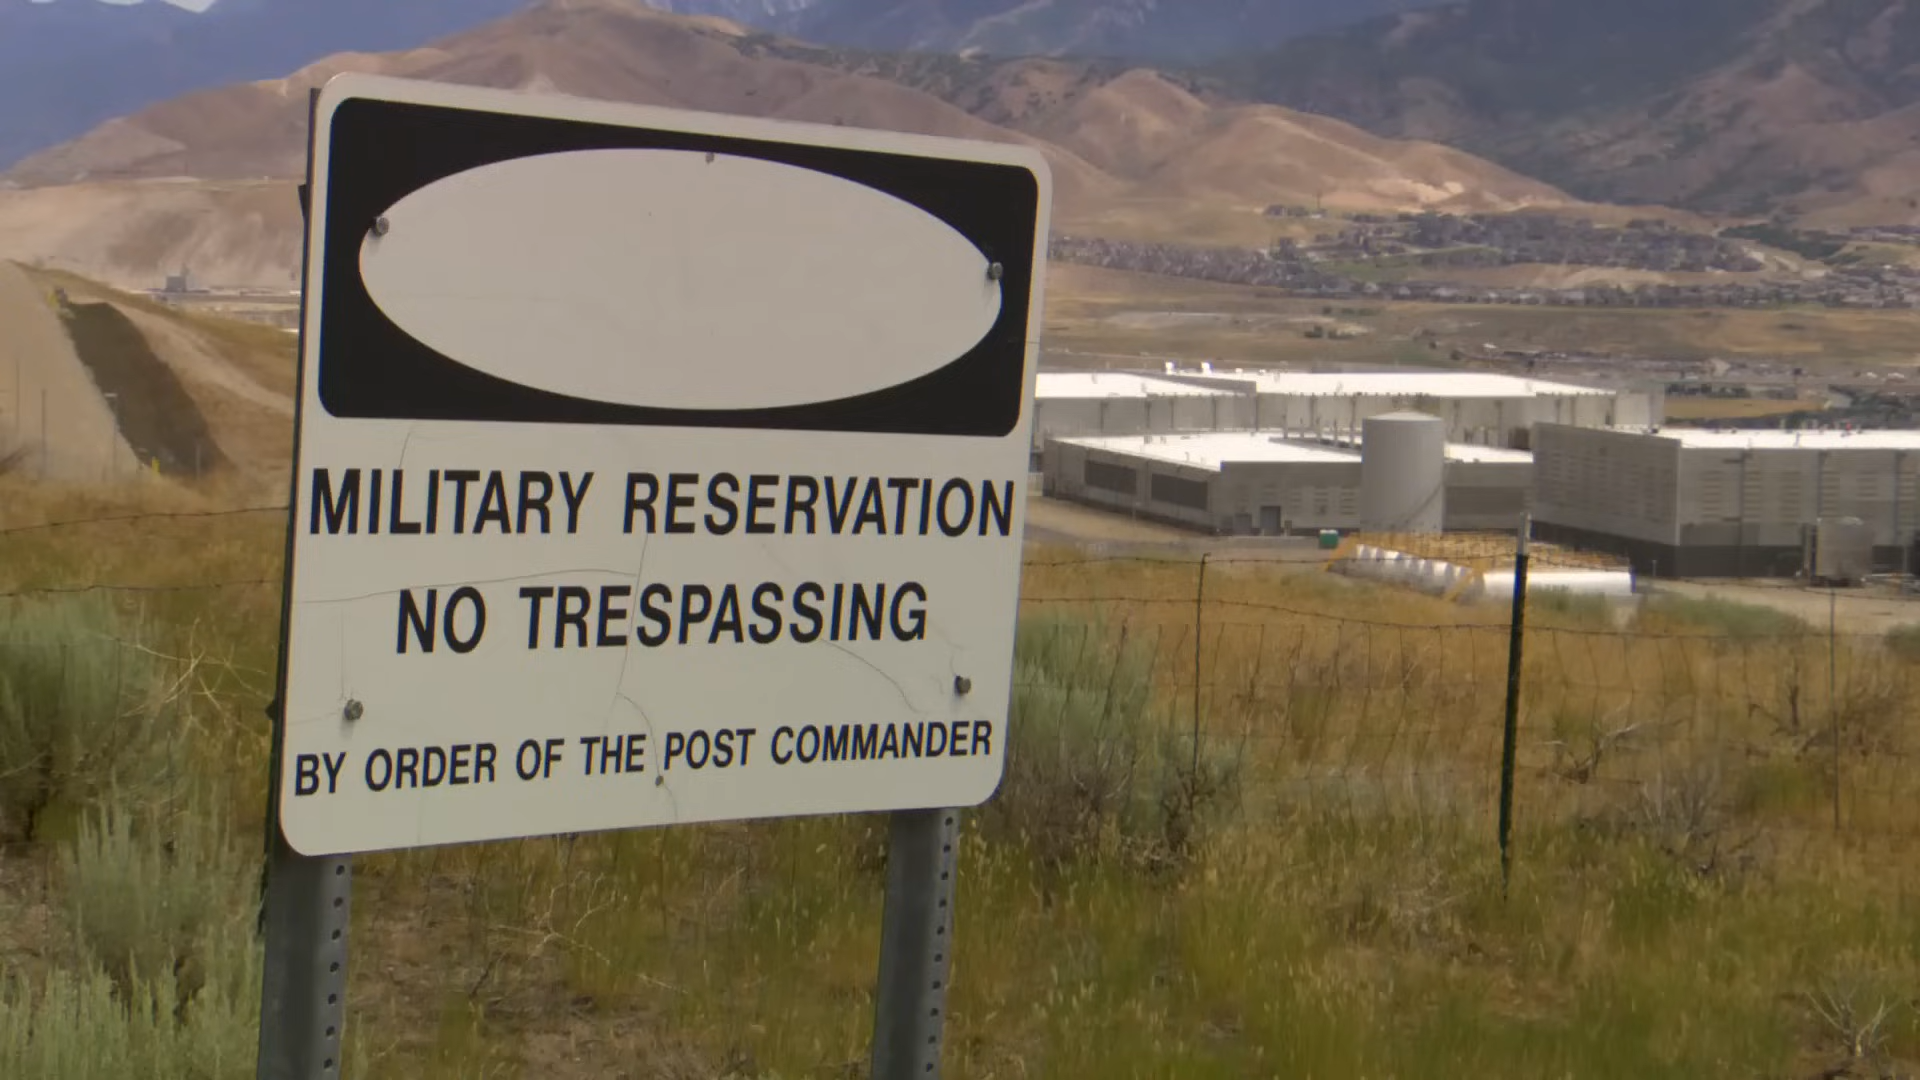 MILITARY RESERVATION
NO TRESPASSING
BY ORDER OF THE POST COMMANDER